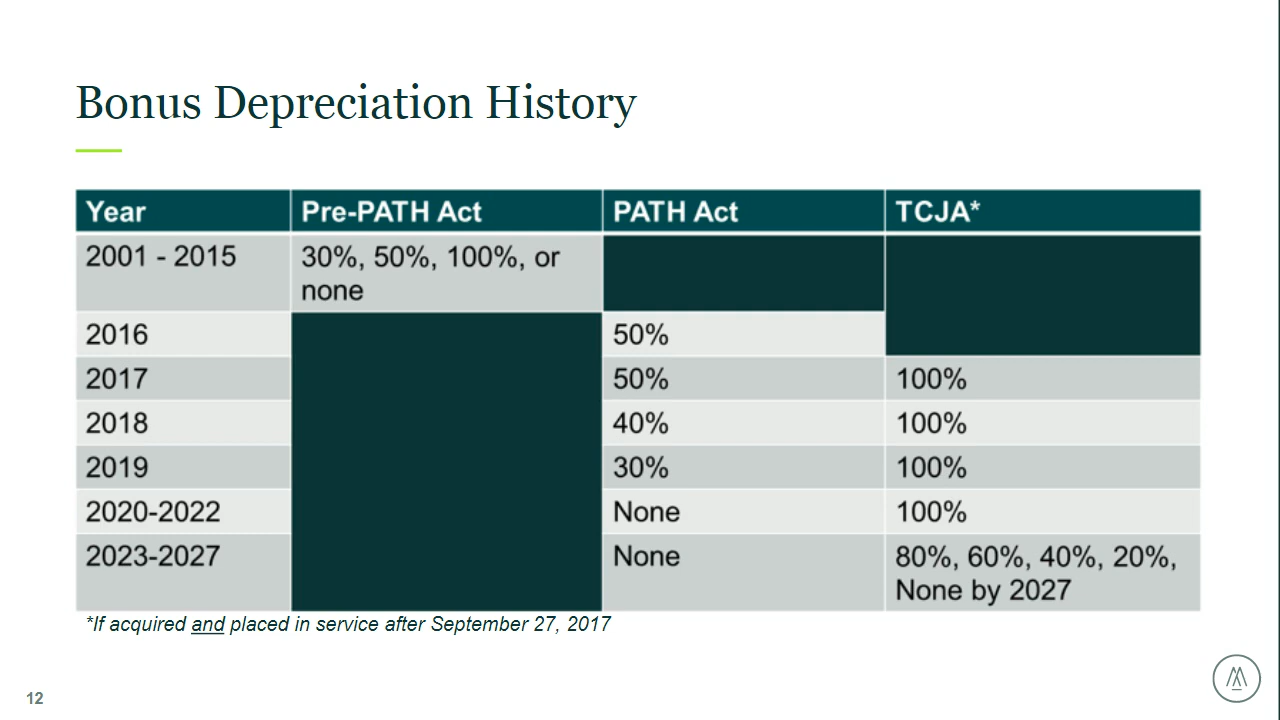 Bonus Depreciation History
Year Pre-PATH Act PATH Act TCJA*
2001 - 2015 30%, 50%, 100%, or
none
2016 50%
2017 50% 100%
2018 40% 100%
2019 30% 100%
2020-2022 None 100%
2023-2027 None 80%, 60%, 40%, 20%,
None by 2027
*If acquired and placed in service after September 27, 2017
12